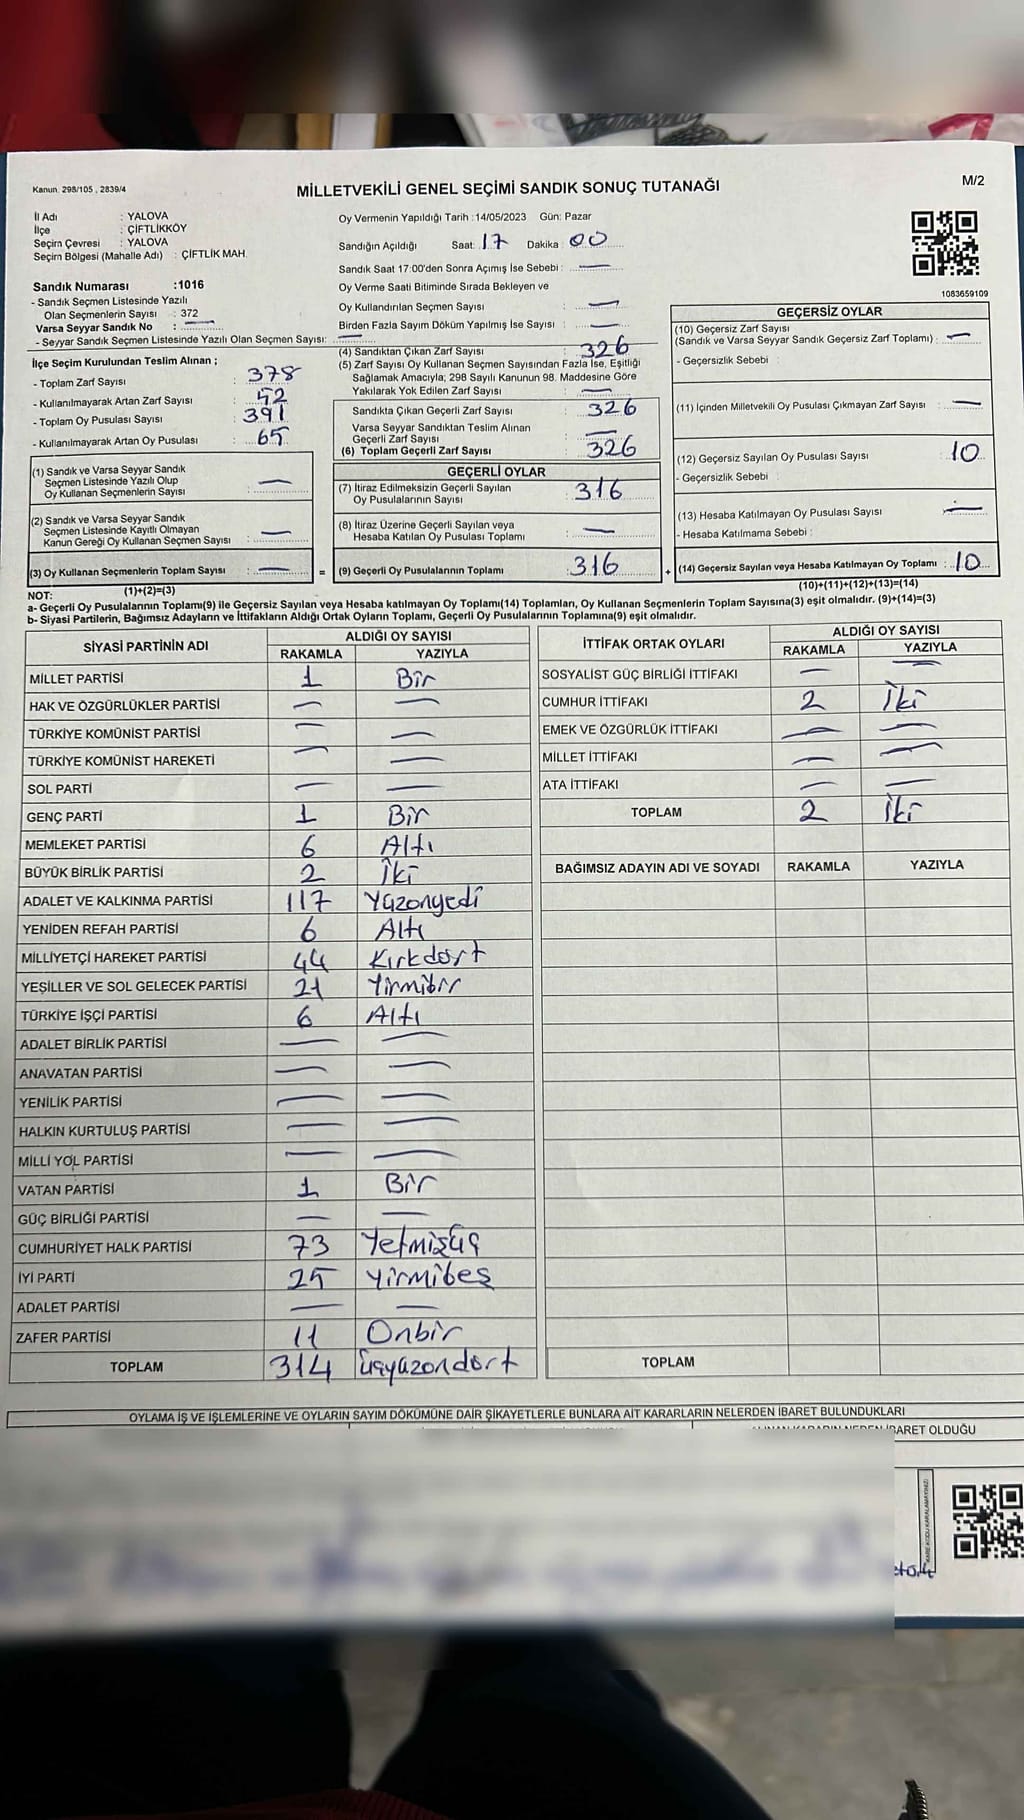 Kanun. 298/105 , 2839/4
MİLLETVEKİLİ GENEL SEÇİMİ SANDIK SONUÇ TUTANAĞI
M/2
İl Adı : YALOVA
İlçe : ÇİFTLİKKÖY
Seçim Çevresi : YALOVA
Seçim Bölgesi (Mahalle Adı) : ÇİFTLİK MAH.
Oy Vermenin Yapıldığı Tarih : 14/05/2023 Gün: Pazar
Sandığın Açıldığı Saat: 17 Dakika : 00
Sandık Saat 17:00'den Sonra Açımış İse Sebebi : —
Oy Verme Saati Bitiminde Sırada Bekleyen ve
Oy Kullandırılan Seçmen Sayısı : —
Birden Fazla Sayım Döküm Yapılmış İse Sayısı : —
1083659109
Sandık Numarası :1016
- Sandık Seçmen Listesinde Yazılı
Olan Seçmenlerin Sayısı : 372
Varsa Seyyar Sandık No : —
- Seyyar Sandık Seçmen Listesinde Yazılı Olan Seçmen Sayısı: —
İlçe Seçim Kurulundan Teslim Alınan ;
- Toplam Zarf Sayısı : 378
- Kullanılmayarak Artan Zarf Sayısı : 52
- Toplam Oy Pusulası Sayısı : 391
- Kullanılmayarak Artan Oy Pusulası : 65
(1) Sandık ve Varsa Seyyar Sandık
Seçmen Listesinde Yazılı Olup
Oy Kullanan Seçmenlerin Sayısı : —
(2) Sandık ve Varsa Seyyar Sandık
Seçmen Listesinde Kayıtlı Olmayan
Kanun Gereği Oy Kullanan Seçmen Sayısı : —
(3) Oy Kullanan Seçmenlerin Toplam Sayısı : —
(1)+(2)=(3)
(4) Sandıktan Çıkan Zarf Sayısı : 326
(5) Zarf Sayısı Oy Kullanan Seçmen Sayısından Fazla İse, Eşitliği
Sağlamak Amacıyla; 298 Sayılı Kanunun 98. Maddesine Göre
Yakılarak Yok Edilen Zarf Sayısı : —
Sandıkta Çıkan Geçerli Zarf Sayısı : 326
Varsa Seyyar Sandıktan Teslim Alınan
Geçerli Zarf Sayısı : —
(6) Toplam Geçerli Zarf Sayısı : 326
GEÇERLİ OYLAR
(7) İtiraz Edilmeksizin Geçerli Sayılan
Oy Pusulalarının Sayısı : 316
(8) İtiraz Üzerine Geçerli Sayılan veya
Hesaba Katılan Oy Pusulası Toplamı : —
= (9) Geçerli Oy Pusulalarının Toplamı : 316
GEÇERSİZ OYLAR
(10) Geçersiz Zarf Sayısı
(Sandık ve Varsa Seyyar Sandık Geçersiz Zarf Toplamı) : —
- Geçersizlik Sebebi :
(11) İçinden Milletvekili Oy Pusulası Çıkmayan Zarf Sayısı : —
(12) Geçersiz Sayılan Oy Pusulası Sayısı : 10
- Geçersizlik Sebebi :
(13) Hesaba Katılmayan Oy Pusulası Sayısı : —
- Hesaba Katılmama Sebebi :
+ (14) Geçersiz Sayılan veya Hesaba Katılmayan Oy Toplamı : 10
(10)+(11)+(12)+(13)=(14)
NOT:
a- Geçerli Oy Pusulalarının Toplamı(9) ile Geçersiz Sayılan veya Hesaba katılmayan Oy Toplamı(14) Toplamları, Oy Kullanan Seçmenlerin Toplam Sayısına(3) eşit olmalıdır. (9)+(14)=(3)
b- Siyasi Partilerin, Bağımsız Adayların ve İttifakların Aldığı Ortak Oyların Toplamı, Geçerli Oy Pusulalarının Toplamına(9) eşit olmalıdır.
SİYASİ PARTİNİN ADI ALDIĞI OY SAYISI
RAKAMLA YAZIYLA
MİLLET PARTİSİ 1 Bir
HAK VE ÖZGÜRLÜKLER PARTİSİ — —
TÜRKİYE KOMÜNİST PARTİSİ — —
TÜRKİYE KOMÜNİST HAREKETİ — —
SOL PARTİ — —
GENÇ PARTİ 1 Bir
MEMLEKET PARTİSİ 6 Altı
BÜYÜK BİRLİK PARTİSİ 2 İki
ADALET VE KALKINMA PARTİSİ 117 Yüzonyedi
YENİDEN REFAH PARTİSİ 6 Altı
MİLLİYETÇİ HAREKET PARTİSİ 44 Kırkdört
YEŞİLLER VE SOL GELECEK PARTİSİ 21 Yirmibir
TÜRKİYE İŞÇİ PARTİSİ 6 Altı
ADALET BİRLİK PARTİSİ — —
ANAVATAN PARTİSİ — —
YENİLİK PARTİSİ — —
HALKIN KURTULUŞ PARTİSİ — —
MİLLİ YOL PARTİSİ — —
VATAN PARTİSİ 1 Bir
GÜÇ BİRLİĞİ PARTİSİ — —
CUMHURİYET HALK PARTİSİ 73 Yetmişüç
İYİ PARTİ 25 Yirmibeş
ADALET PARTİSİ — —
ZAFER PARTİSİ 11 Onbir
TOPLAM 314 üçyüzondört
İTTİFAK ORTAK OYLARI ALDIĞI OY SAYISI
RAKAMLA YAZIYLA
SOSYALİST GÜÇ BİRLİĞİ İTTİFAKI — —
CUMHUR İTTİFAKI 2 İki
EMEK VE ÖZGÜRLÜK İTTİFAKI — —
MİLLET İTTİFAKI — —
ATA İTTİFAKI — —
TOPLAM 2 İki
BAĞIMSIZ ADAYIN ADI VE SOYADI RAKAMLA YAZIYLA
TOPLAM
OYLAMA İŞ VE İŞLEMLERİNE VE OYLARIN SAYIM DÖKÜMÜNE DAİR ŞİKAYETLERLE BUNLARA AİT KARARLARIN NELERDEN İBARET BULUNDUKLARI
OLDUĞU